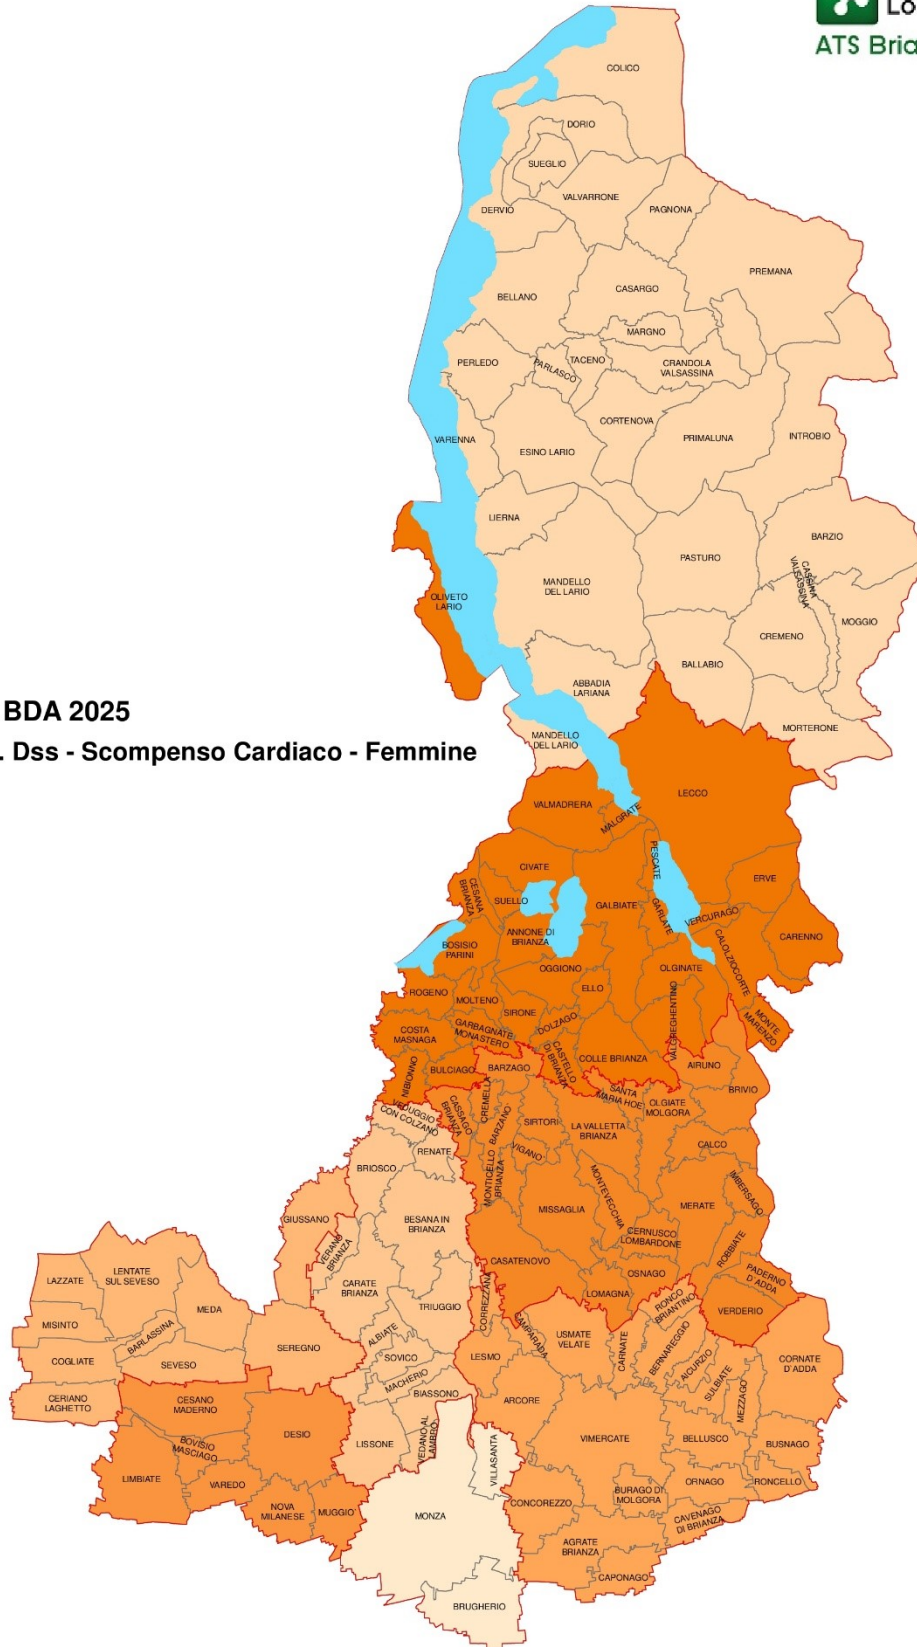 Lo
ATS Bria
COLICO
DORIO
SUEGLIO
VALVARRONE
DERVIO
PAGNONA
PREMANA
BELLANO
CASARGO
MARGNO
PERLEDO
PARLASCO
TACENO
CRANDOLA
VALSASSINA
CORTENOVA
VARENNA
ESINO LARIO
PRIMALUNA
INTROBIO
LIERNA
BARZIO
PASTURO
CASSINA
VALSASSINA
MANDELLO
DEL LARIO
OLIVETO
LARIO
MOGGIO
CREMENO
BALLABIO
ABBADIA
LARIANA
BDA 2025
. Dss - Scompenso Cardiaco - Femmine
MORTERONE
MANDELLO
DEL LARIO
LECCO
VALMADRERA
MALGRATE
PESCATE
CIVATE
ERVE
CESANA
BRIANZA
SUELLO
GALBIATE
GARLATE
VERCURAGO
ANNONE DI
BRIANZA
CARENNO
BOSISIO
PARINI
CALOLZIOCORTE
OGGIONO
OLGINATE
ELLO
ROGENO
MOLTENO
SIRONE
DOLZAGO
VALGREGHENTINO
MONTE
MARENZO
COSTA
MASNAGA
GARBAGNATE
MONASTERO
CASTELLO
DI BRIANZA
COLLE BRIANZA
NIBIONNO
BULCIAGO
BARZAGO
AIRUNO
BRIVIO
SANTA
MARIA HOE
OLGIATE
MOLGORA
CREMELLA
CASSAGO
BRIANZA
VEDUGGIO
CON COLZANO
BARZANO
SIRTORI
LA VALLETTA
BRIANZA
CALCO
RENATE
VIGANO
BRIOSCO
MONTICELLO
BRIANZA
MONTEVECCHIA
IMBERSAGO
MISSAGLIA
MERATE
GIUSSANO
BESANA IN
BRIANZA
CERNUSCO
LOMBARDONE
ROBBIATE
VERANO
BRIANZA
CASATENOVO
OSNAGO
PADERNO
D'ADDA
LENTATE
SUL SEVESO
LAZZATE
CARATE
BRIANZA
CORREZZANA
LOMAGNA
RONCO
BRIANTINO
VERDERIO
MEDA
TRIUGGIO
MISINTO
BARLASSINA
ALBIATE
CAMPARADA
USMATE
VELATE
CARNATE
BERNAREGGIO
SEREGNO
SOVICO
LESMO
AICURZIO
COGLIATE
SEVESO
CORNATE
D'ADDA
MACHERIO
SULBIATE
BIASSONO
CERIANO
LAGHETTO
CESANO
MADERNO
ARCORE
MEZZAGO
DESIO
VEDANO AL
LAMBRO
VIMERCATE
BELLUSCO
BUSNAGO
LISSONE
BOVISIO
MASCIAGO
VILLASANTA
LIMBIATE
VAREDO
ORNAGO
RONCELLO
BURAGO DI
MOLGORA
CONCOREZZO
NOVA
MILANESE
MUGGIO'
MONZA
CAVENAGO
DI BRIANZA
AGRATE
BRIANZA
CAPONAGO
BRUGHERIO